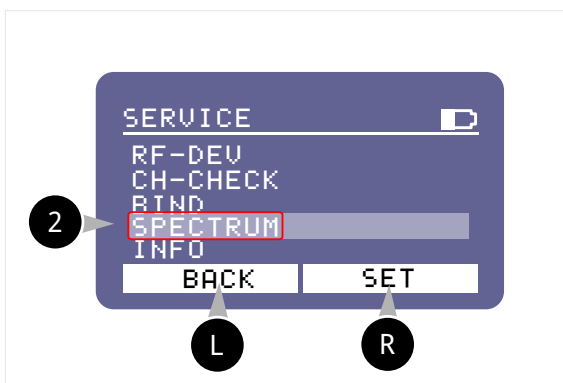 SERVICE
RF-DEV
CH-CHECK
BIND
2
SPECTRUM
INFO
BACK SET
L R